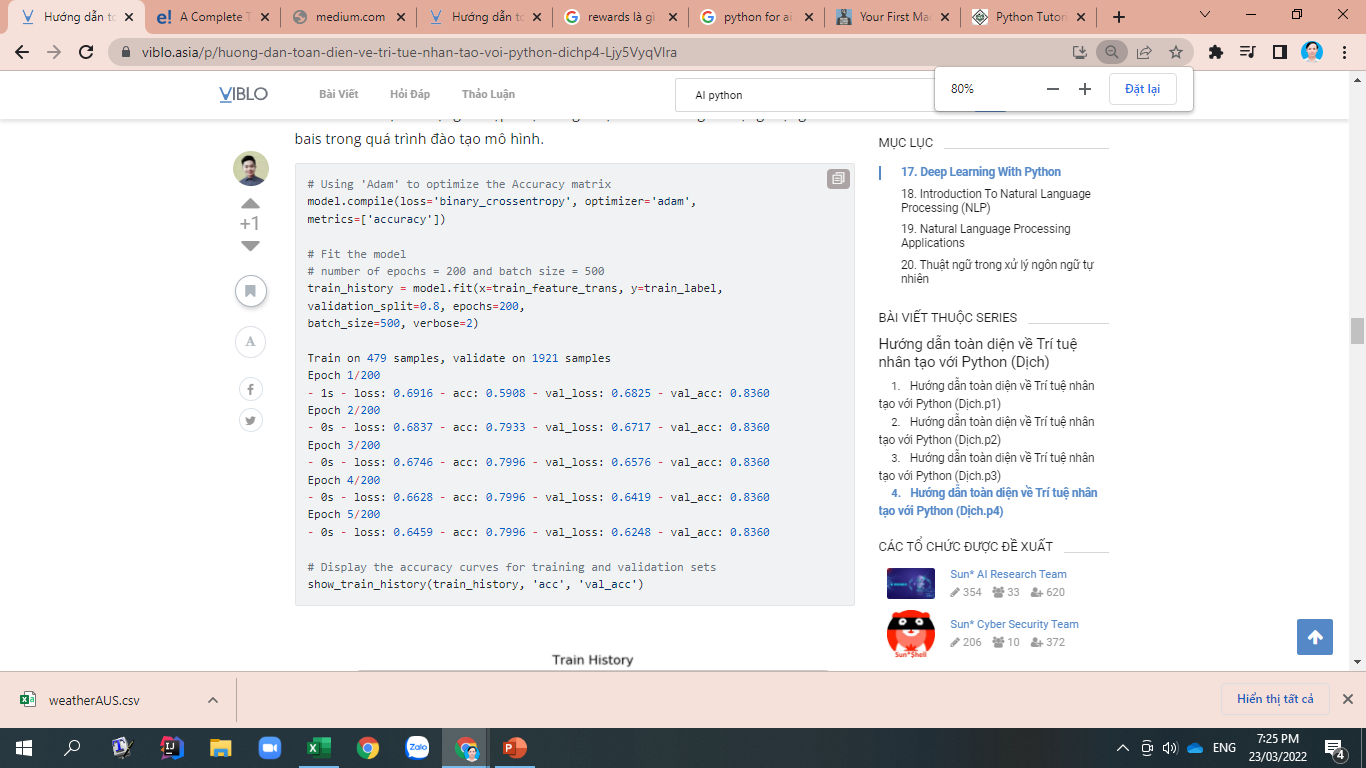 Hướng dẫn to
A Complete T
medium.com
Hướng dẫn to
rewards là gì
python for ai
Your First Mac
Python Tutor
viblo.asia/p/huong-dan-toan-dien-ve-tri-tue-nhan-tao-voi-python-dichp4-Ljy5VyqVlra
80%
Đặt lại
VIBLO
Bài Viết
Hỏi Đáp
Thảo Luận
AI python
bais trong quá trình đào tạo mô hình.
+1
# Using 'Adam' to optimize the Accuracy matrix
model.compile(loss='binary_crossentropy', optimizer='adam',
metrics=['accuracy'])
# Fit the model
# number of epochs = 200 and batch size = 500
train_history = model.fit(x=train_feature_trans, y=train_label,
validation_split=0.8, epochs=200,
batch_size=500, verbose=2)
Train on 479 samples, validate on 1921 samples
Epoch 1/200
- 1s - loss: 0.6916 - acc: 0.5908 - val_loss: 0.6825 - val_acc: 0.8360
Epoch 2/200
- 0s - loss: 0.6837 - acc: 0.7933 - val_loss: 0.6717 - val_acc: 0.8360
Epoch 3/200
- 0s - loss: 0.6746 - acc: 0.7996 - val_loss: 0.6576 - val_acc: 0.8360
Epoch 4/200
- 0s - loss: 0.6628 - acc: 0.7996 - val_loss: 0.6419 - val_acc: 0.8360
Epoch 5/200
- 0s - loss: 0.6459 - acc: 0.7996 - val_loss: 0.6248 - val_acc: 0.8360
# Display the accuracy curves for training and validation sets
show_train_history(train_history, 'acc', 'val_acc')
Train History
MỤC LỤC
17. Deep Learning With Python
18. Introduction To Natural Language
Processing (NLP)
19. Natural Language Processing
Applications
20. Thuật ngữ trong xử lý ngôn ngữ tự
nhiên
BÀI VIẾT THUỘC SERIES
Hướng dẫn toàn diện về Trí tuệ
nhân tạo với Python (Dịch)
1. Hướng dẫn toàn diện về Trí tuệ nhân
tạo với Python (Dịch.p1)
2. Hướng dẫn toàn diện về Trí tuệ nhân
tạo với Python (Dịch.p2)
3. Hướng dẫn toàn diện về Trí tuệ nhân
tạo với Python (Dịch.p3)
4. Hướng dẫn toàn diện về Trí tuệ nhân
tạo với Python (Dịch.p4)
CÁC TỔ CHỨC ĐƯỢC ĐỀ XUẤT
Sun* AI Research Team
354 33 620
Sun* Cyber Security Team
206 10 372
Sun*Shell
weatherAUS.csv
Hiển thị tất cả
Zalo
ENG
7:25 PM
23/03/2022
4